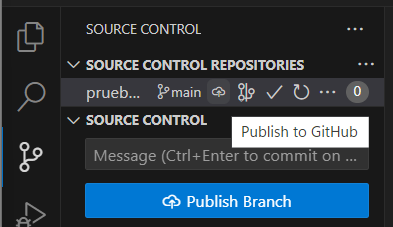 SOURCE CONTROL
SOURCE CONTROL REPOSITORIES
prueb... main 0
SOURCE CONTROL
Publish to GitHub
Message (Ctrl+Enter to commit on ...
Publish Branch